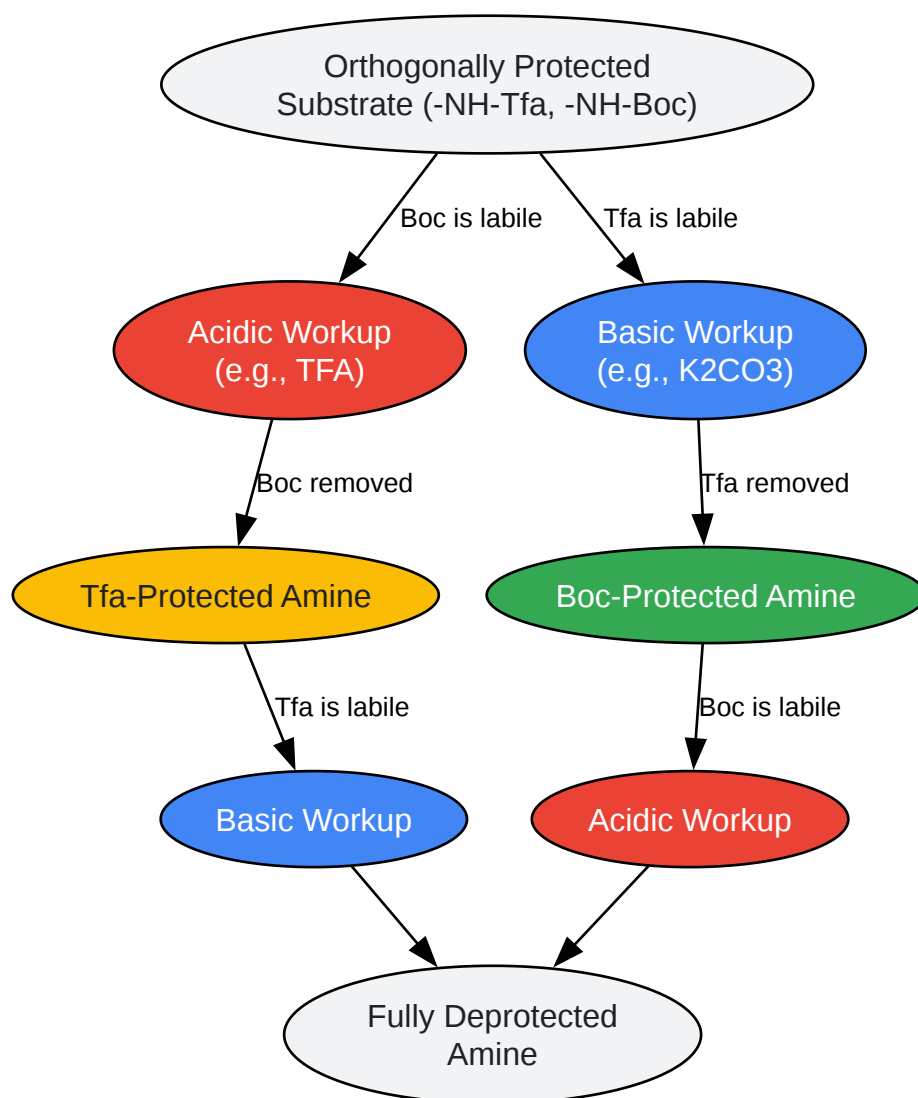 Orthogonally Protected
Substrate (-NH-Tfa, -NH-Boc)
Boc is labile
Tfa is labile
Acidic Workup
(e.g., TFA)
Basic Workup
(e.g., K2CO3)
Boc removed
Tfa removed
Tfa-Protected Amine
Boc-Protected Amine
Tfa is labile
Boc is labile
Basic Workup
Acidic Workup
Fully Deprotected
Amine